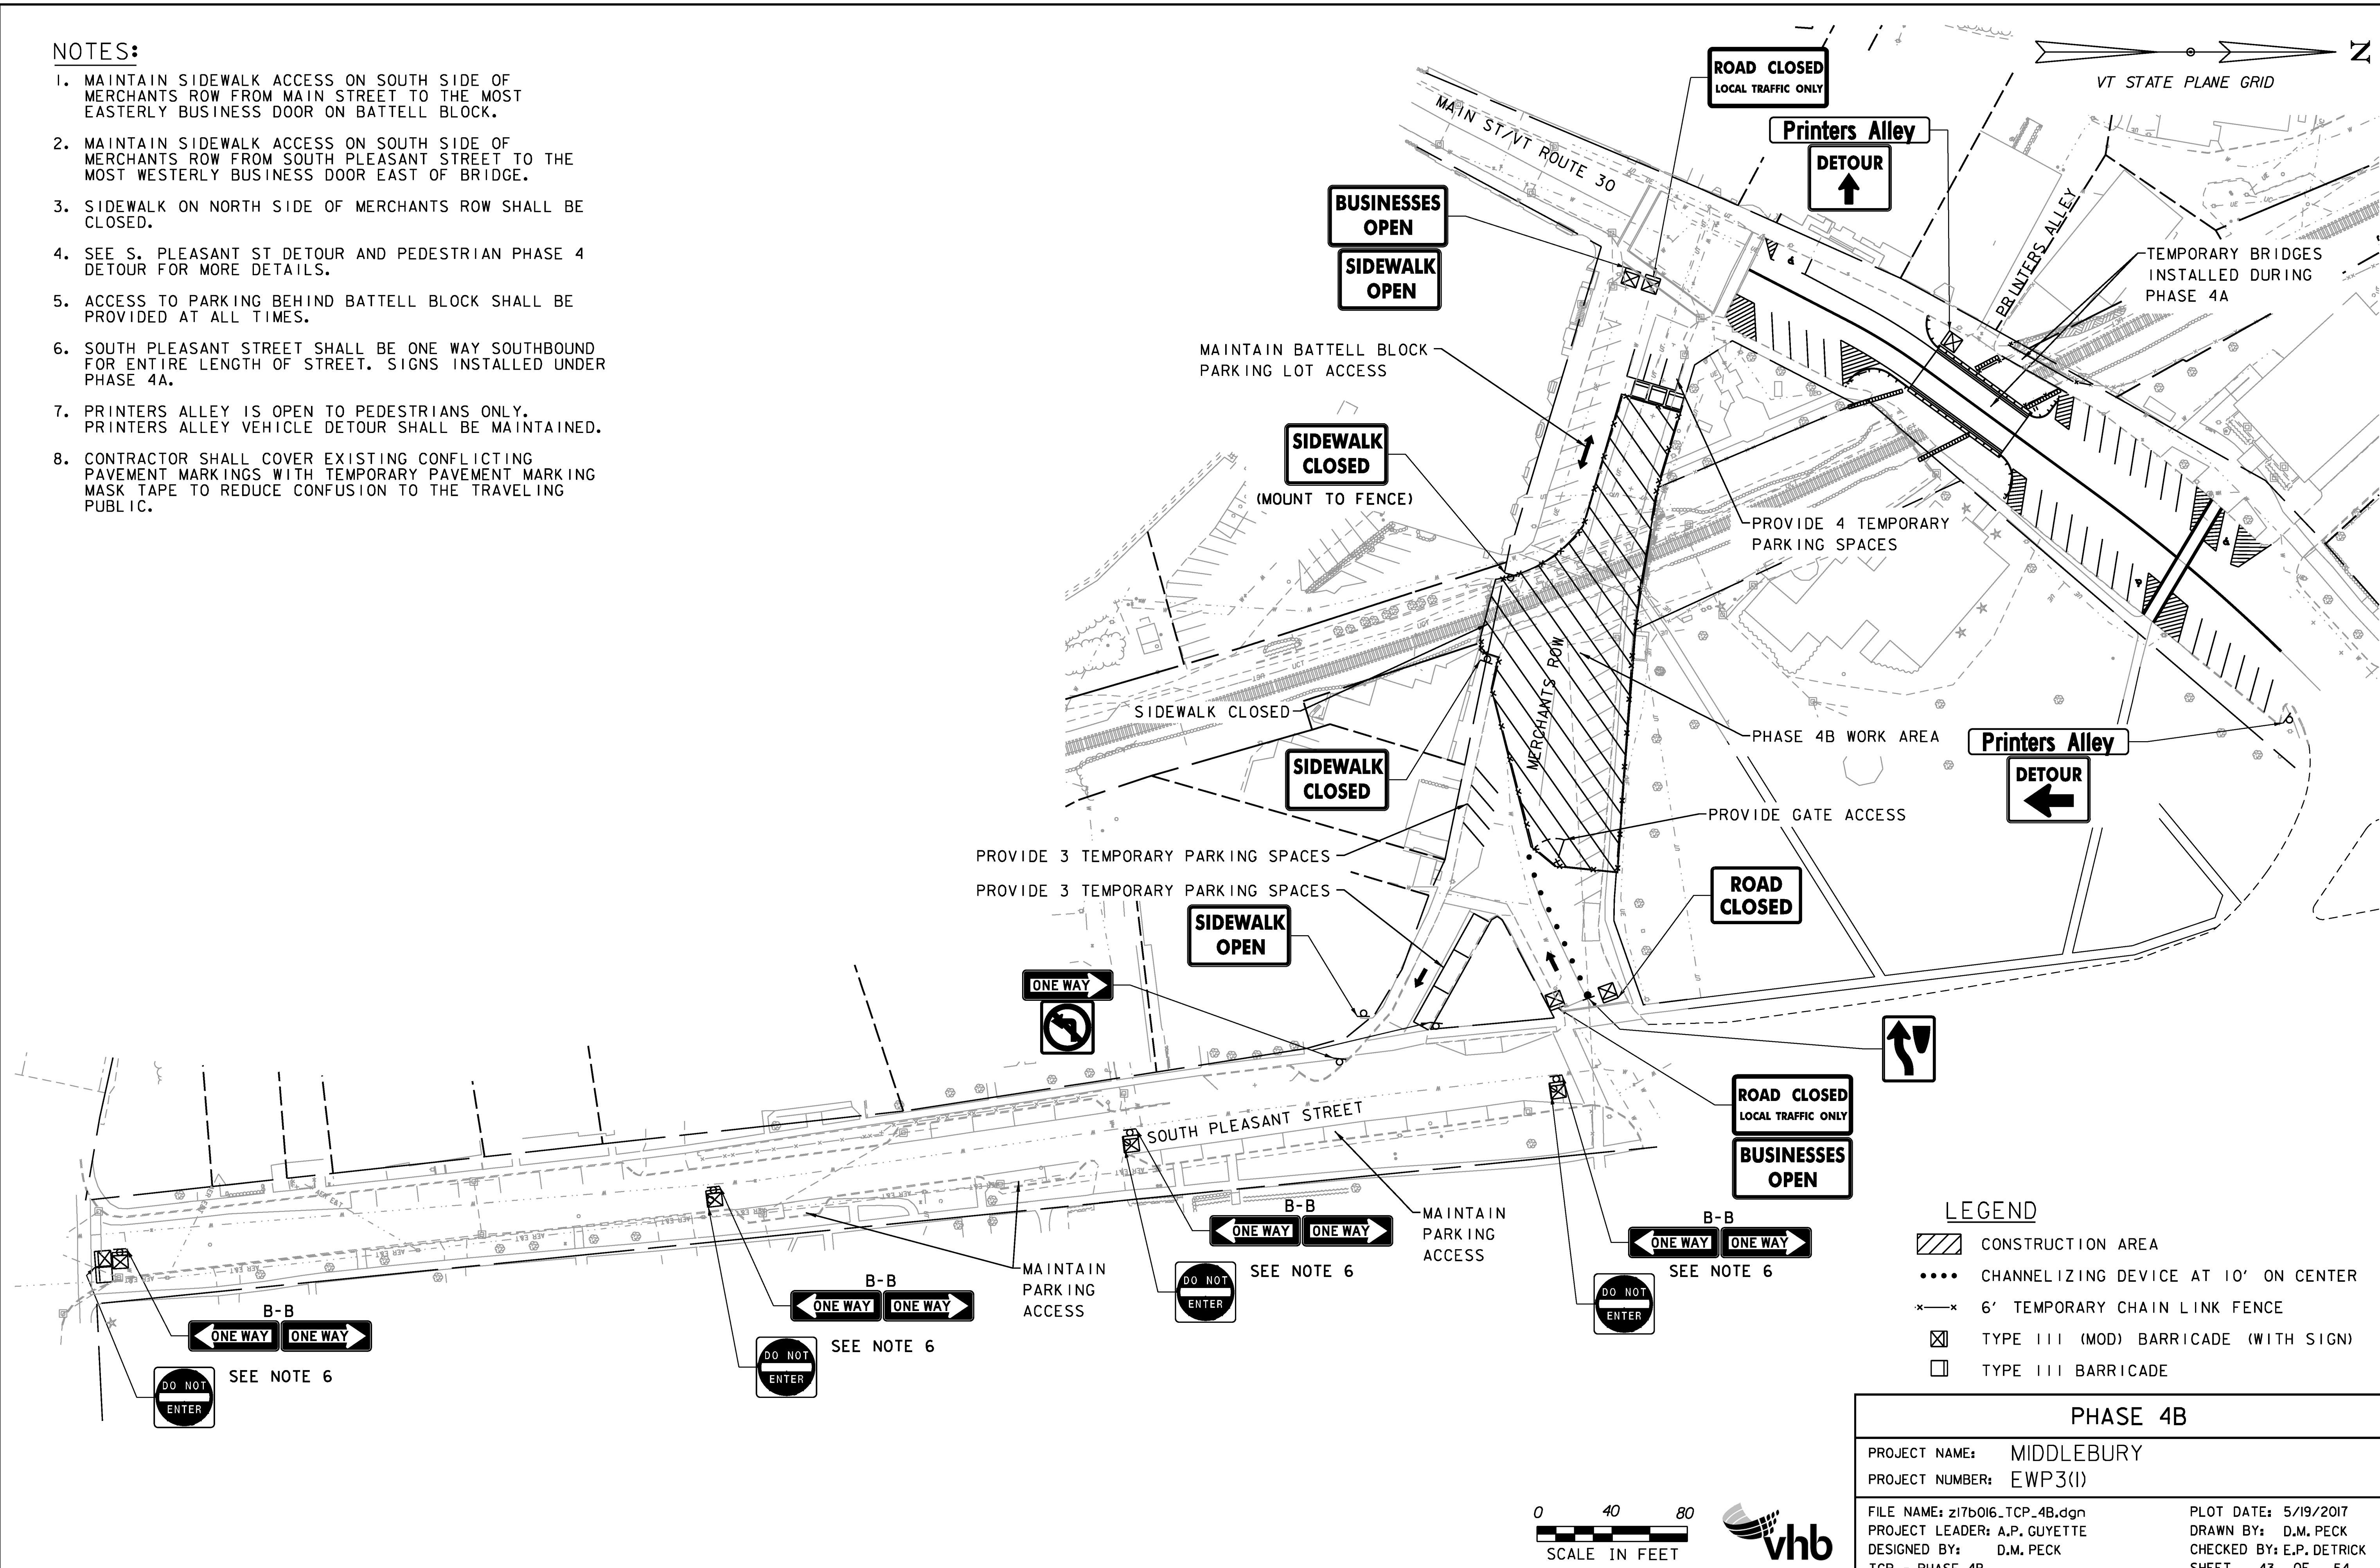 NOTES:
1. MAINTAIN SIDEWALK ACCESS ON SOUTH SIDE OF
MERCHANTS ROW FROM MAIN STREET TO THE MOST
EASTERLY BUSINESS DOOR ON BATTELL BLOCK.
2. MAINTAIN SIDEWALK ACCESS ON SOUTH SIDE OF
MERCHANTS ROW FROM SOUTH PLEASANT STREET TO THE
MOST WESTERLY BUSINESS DOOR EAST OF BRIDGE.
3. SIDEWALK ON NORTH SIDE OF MERCHANTS ROW SHALL BE
CLOSED.
4. SEE S. PLEASANT ST DETOUR AND PEDESTRIAN PHASE 4
DETOUR FOR MORE DETAILS.
5. ACCESS TO PARKING BEHIND BATTELL BLOCK SHALL BE
PROVIDED AT ALL TIMES.
6. SOUTH PLEASANT STREET SHALL BE ONE WAY SOUTHBOUND
FOR ENTIRE LENGTH OF STREET. SIGNS INSTALLED UNDER
PHASE 4A.
7. PRINTERS ALLEY IS OPEN TO PEDESTRIANS ONLY.
PRINTERS ALLEY VEHICLE DETOUR SHALL BE MAINTAINED.
8. CONTRACTOR SHALL COVER EXISTING CONFLICTING
PAVEMENT MARKINGS WITH TEMPORARY PAVEMENT MARKING
MASK TAPE TO REDUCE CONFUSION TO THE TRAVELING
PUBLIC.
N
VT STATE PLANE GRID
ROAD CLOSED
LOCAL TRAFFIC ONLY
MAIN ST/VT ROUTE 30
Printers Alley
DETOUR
PRINTERS ALLEY
BUSINESSES
OPEN
SIDEWALK
OPEN
TEMPORARY BRIDGES
INSTALLED DURING
PHASE 4A
MAINTAIN BATTELL BLOCK
PARKING LOT ACCESS
SIDEWALK
CLOSED
(MOUNT TO FENCE)
PROVIDE 4 TEMPORARY
PARKING SPACES
MERCHANTS ROW
SIDEWALK CLOSED
PHASE 4B WORK AREA
Printers Alley
DETOUR
SIDEWALK
CLOSED
PROVIDE GATE ACCESS
PROVIDE 3 TEMPORARY PARKING SPACES
PROVIDE 3 TEMPORARY PARKING SPACES
ROAD
CLOSED
SIDEWALK
OPEN
ONE WAY
ROAD CLOSED
LOCAL TRAFFIC ONLY
BUSINESSES
OPEN
SOUTH PLEASANT STREET
MAINTAIN
PARKING
ACCESS
B-B
ONE WAY ONE WAY
SEE NOTE 6
DO NOT
ENTER
B-B
ONE WAY ONE WAY
SEE NOTE 6
DO NOT
ENTER
MAINTAIN
PARKING
ACCESS
B-B
ONE WAY ONE WAY
SEE NOTE 6
DO NOT
ENTER
B-B
ONE WAY ONE WAY
SEE NOTE 6
DO NOT
ENTER
LEGEND
CONSTRUCTION AREA
CHANNELIZING DEVICE AT 10' ON CENTER
6' TEMPORARY CHAIN LINK FENCE
TYPE III (MOD) BARRICADE (WITH SIGN)
TYPE III BARRICADE
0 40 80
SCALE IN FEET
vhb
PHASE 4B
PROJECT NAME: MIDDLEBURY
PROJECT NUMBER: EWP3(1)
FILE NAME: z17b016_TCP_4B.dgn PLOT DATE: 5/19/2017
PROJECT LEADER: A.P. GUYETTE DRAWN BY: D.M. PECK
DESIGNED BY: D.M. PECK CHECKED BY: E.P. DETRICK
TCP - PHASE 4B SHEET 43 OF 54